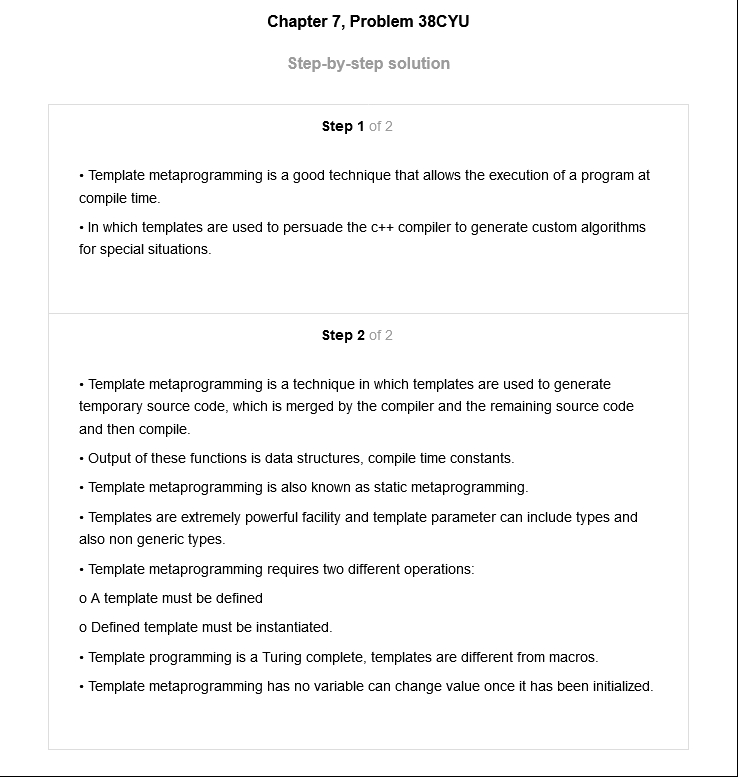 Chapter 7, Problem 38CYU
Step-by-step solution
Step 1 of 2
• Template metaprogramming is a good technique that allows the execution of a program at
compile time.
• In which templates are used to persuade the c++ compiler to generate custom algorithms
for special situations.
Step 2 of 2
• Template metaprogramming is a technique in which templates are used to generate
temporary source code, which is merged by the compiler and the remaining source code
and then compile.
• Output of these functions is data structures, compile time constants.
• Template metaprogramming is also known as static metaprogramming.
• Templates are extremely powerful facility and template parameter can include types and
also non generic types.
• Template metaprogramming requires two different operations:
o A template must be defined
o Defined template must be instantiated.
• Template programming is a Turing complete, templates are different from macros.
• Template metaprogramming has no variable can change value once it has been initialized.